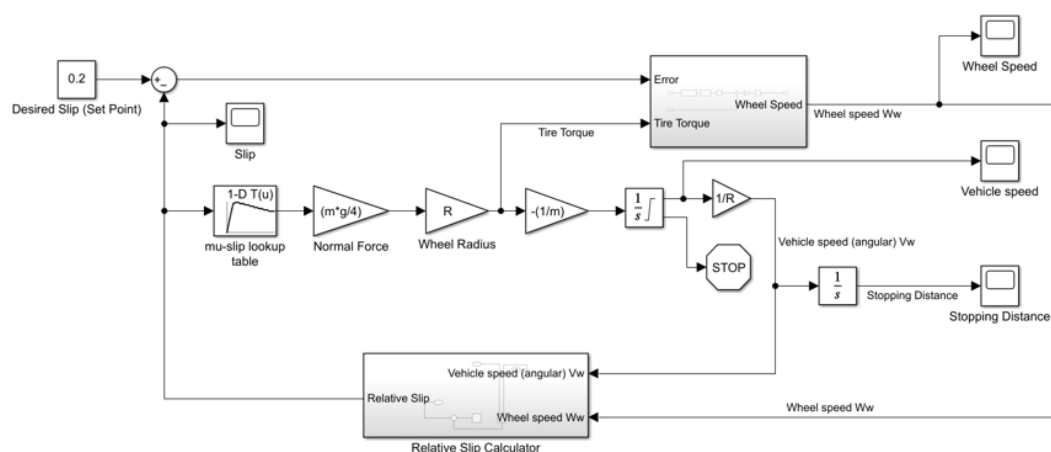 Wheel Speed
0.2
+
−
Desired Slip (Set Point)
Error
Wheel Speed
Tire Torque
Wheel speed Ww
Slip
Tire Torque
Vehicle speed
1-D T(u)
mu-slip lookup
table
(m*g/4)
Normal Force
R
Wheel Radius
-(1/m)
1
s
1/R
STOP
Vehicle speed (angular) Vw
1
s
Stopping Distance
Stopping Distance
Vehicle speed (angular) Vw
Relative Slip
Wheel speed Ww
Wheel speed Ww
Relative Slip Calculator